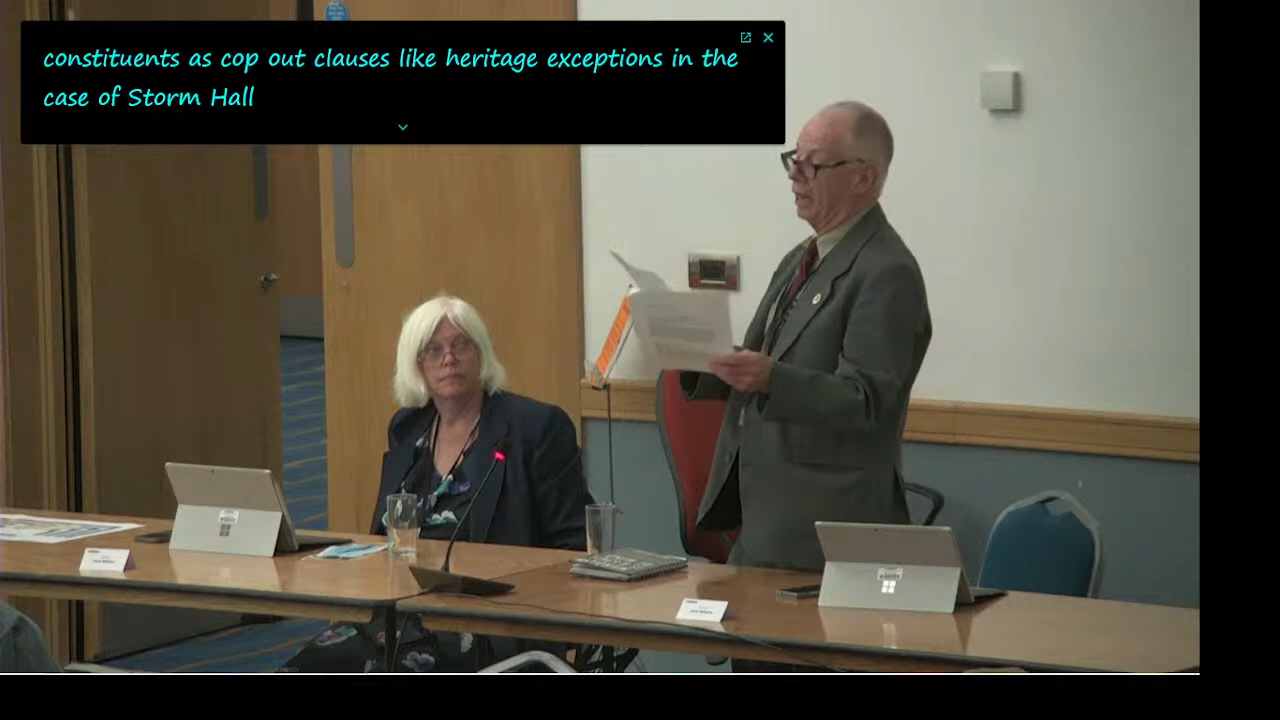 constituents as cop out clauses like heritage exceptions in the
case of Storm Hall